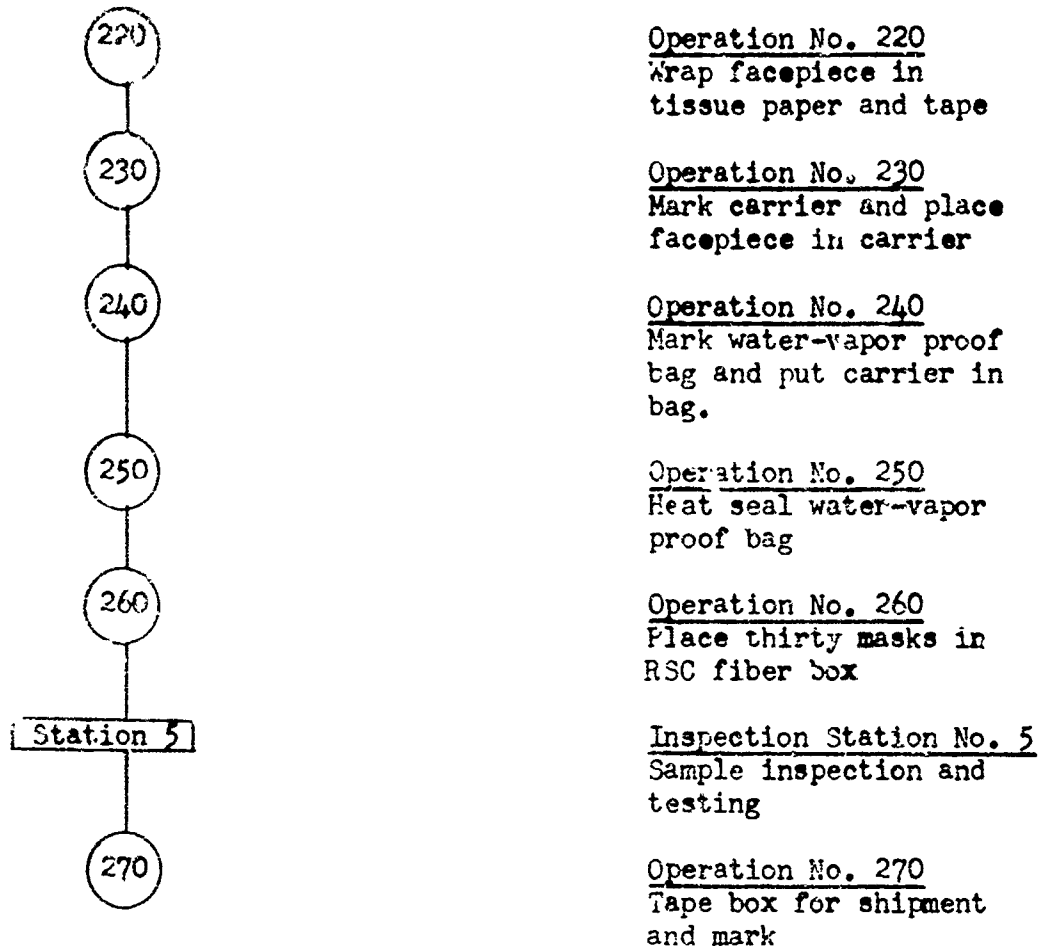 220
Operation No. 220
Wrap facepiece in
tissue paper and tape
230
Operation No. 230
Mark carrier and place
facepiece in carrier
240
Operation No. 240
Mark water-vapor proof
bag and put carrier in
bag.
250
Operation No. 250
Heat seal water-vapor
proof bag
260
Operation No. 260
Place thirty masks in
RSC fiber box
Station 5
Inspection Station No. 5
Sample inspection and
testing
270
Operation No. 270
Tape box for shipment
and mark